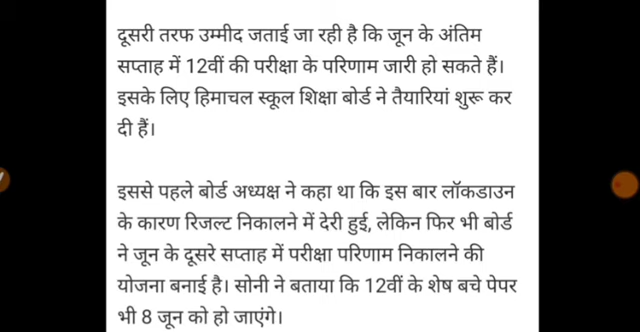 दूसरी तरफ उम्मीद जताई जा रही है कि जून के अंतिम
सप्ताह में 12वीं की परीक्षा के परिणाम जारी हो सकते हैं।
इसके लिए हिमाचल स्कूल शिक्षा बोर्ड ने तैयारियां शुरू कर
दी हैं।
इससे पहले बोर्ड अध्यक्ष ने कहा था कि इस बार लॉकडाउन
के कारण रिजल्ट निकालने में देरी हुई, लेकिन फिर भी बोर्ड
ने जून के दूसरे सप्ताह में परीक्षा परिणाम निकालने की
योजना बनाई है। सोनी ने बताया कि 12वीं के शेष बचे पेपर
भी 8 जून को हो जाएंगे।